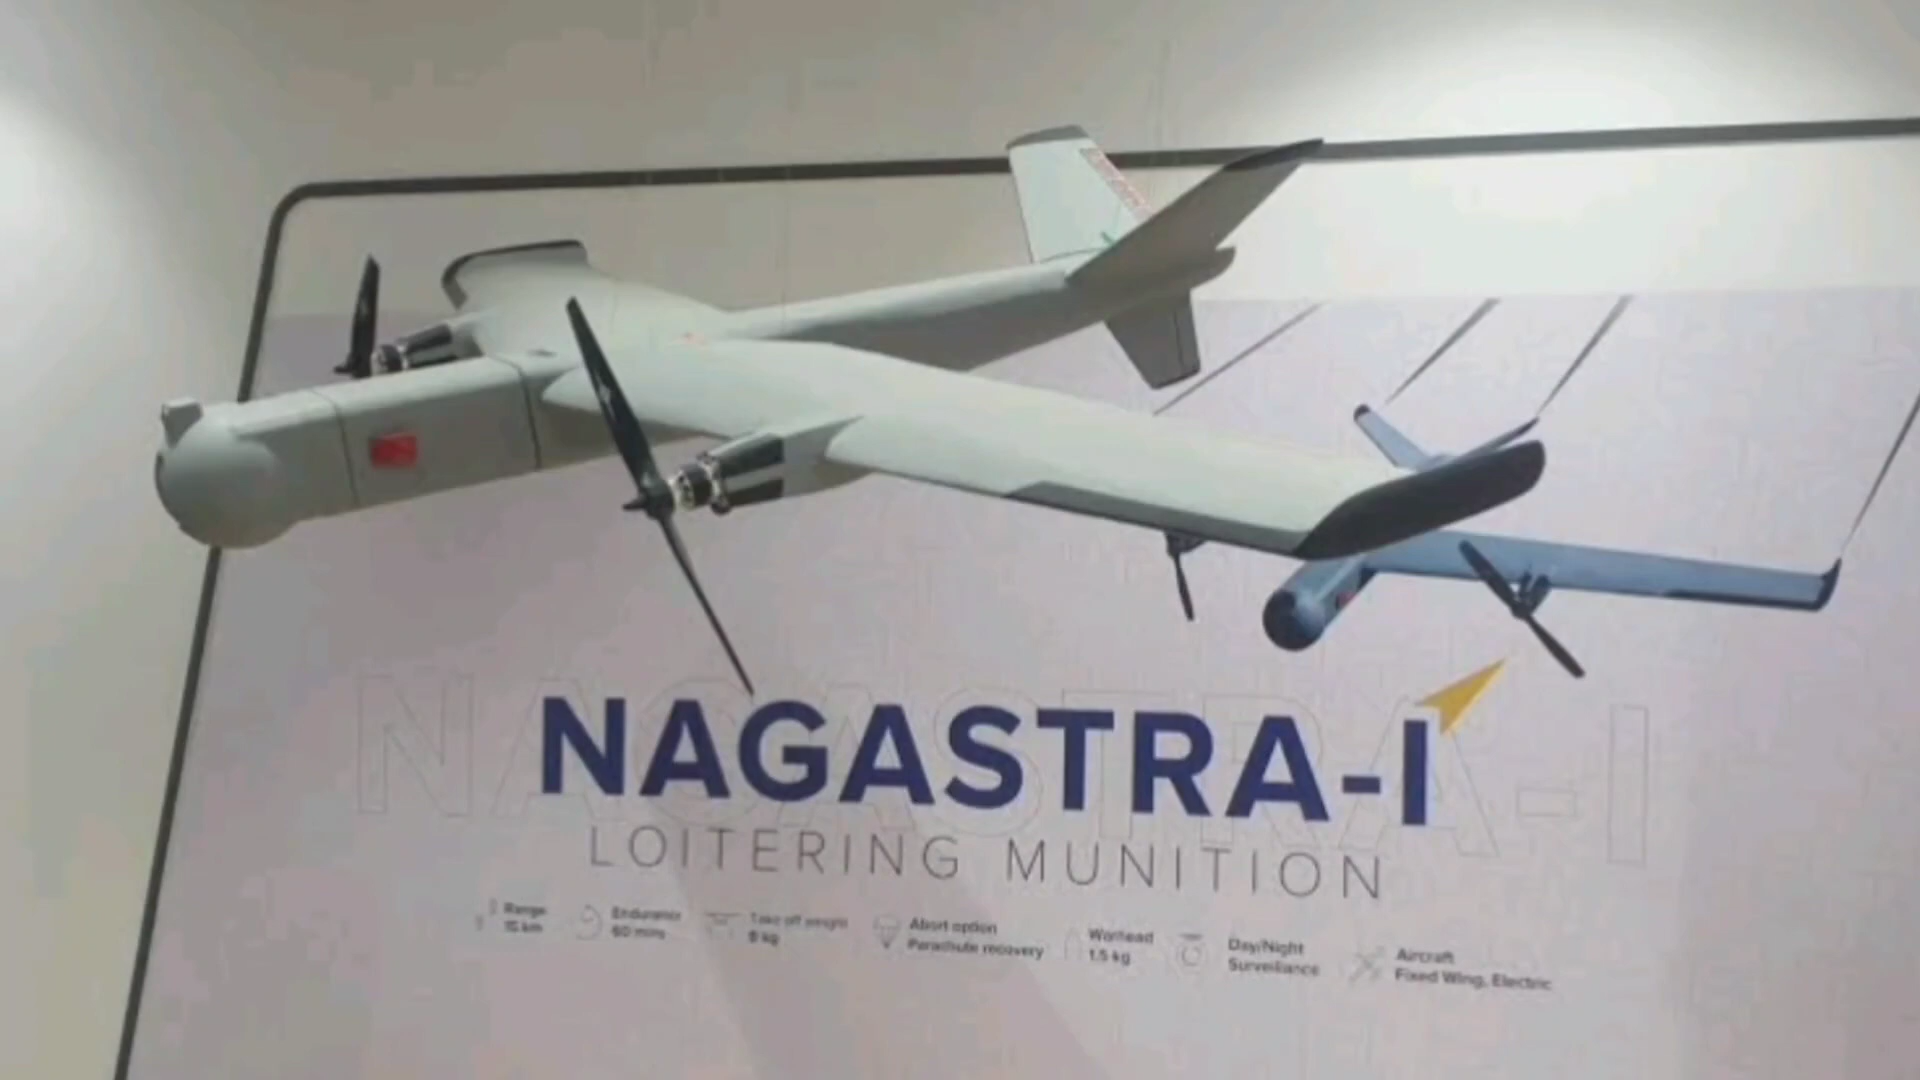 NAGASTRA-I
NAGASTRA-I
LOITERING MUNITION
Range
15 km
Endurance
60 mins
Take off weight
8 kg
Abort option
Parachute recovery
Warhead
1.5 kg
Day/Night
Surveillance
Aircraft
Fixed Wing, Electric